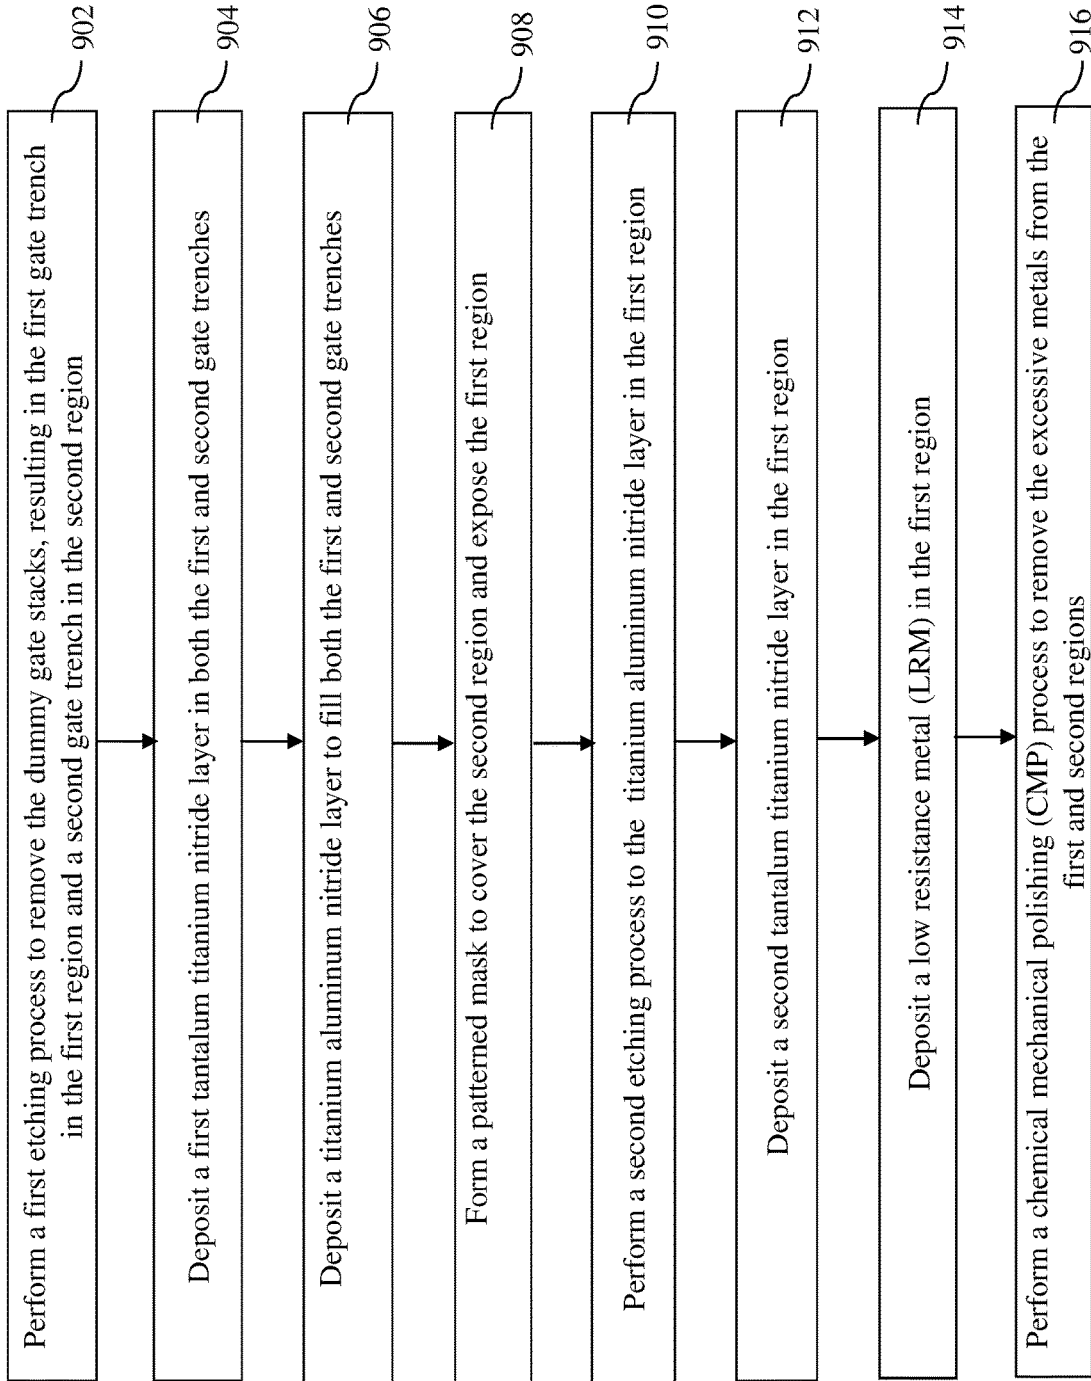 Perform a first etching process to remove the dummy gate stacks, resulting in the first gate trench
in the first region and a second gate trench in the second region
902
Deposit a first tantalum titanium nitride layer in both the first and second gate trenches
904
Deposit a titanium aluminum nitride layer to fill both the first and second gate trenches
906
Form a patterned mask to cover the second region and expose the first region
908
Perform a second etching process to the titanium aluminum nitride layer in the first region
910
Deposit a second tantalum titanium nitride layer in the first region
912
Deposit a low resistance metal (LRM) in the first region
914
Perform a chemical mechanical polishing (CMP) process to remove the excessive metals from the
first and second regions
916